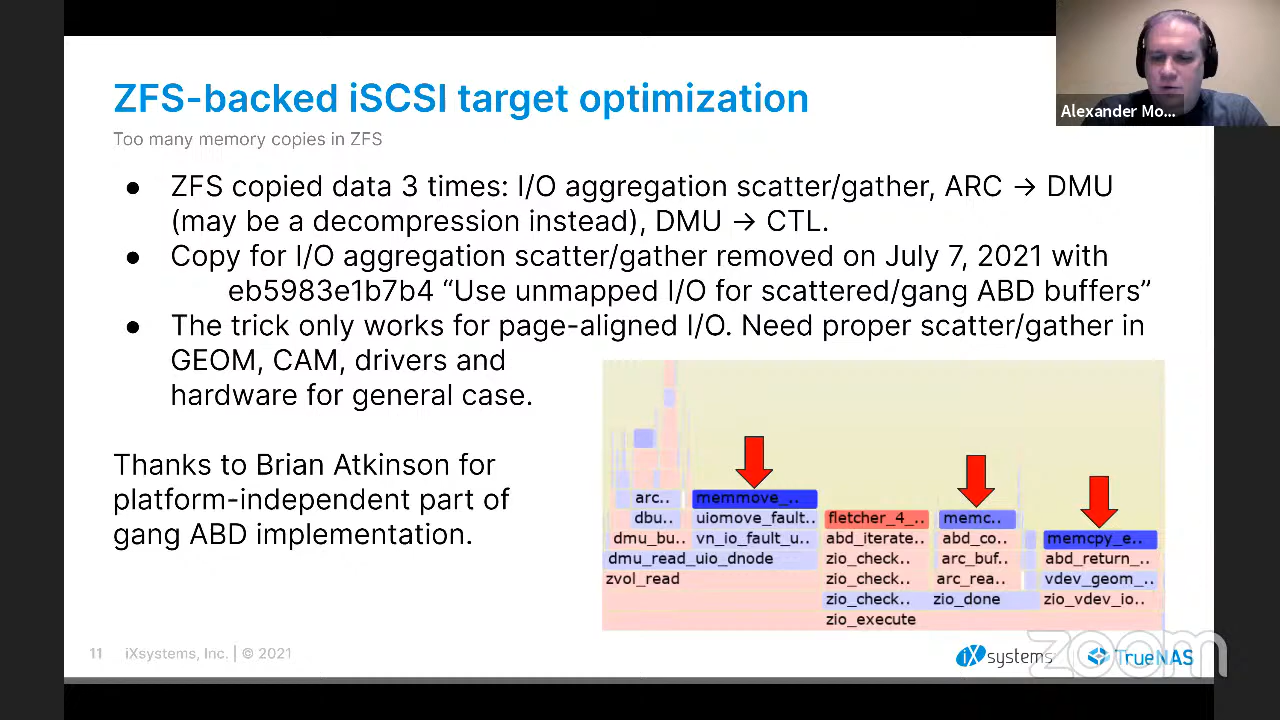 ZFS-backed iSCSI target optimization
Too many memory copies in ZFS
Alexander Mo...
● ZFS copied data 3 times: I/O aggregation scatter/gather, ARC → DMU
(may be a decompression instead), DMU → CTL.
● Copy for I/O aggregation scatter/gather removed on July 7, 2021 with
eb5983e1b7b4 “Use unmapped I/O for scattered/gang ABD buffers”
● The trick only works for page-aligned I/O. Need proper scatter/gather in
GEOM, CAM, drivers and
hardware for general case.
Thanks to Brian Atkinson for
platform-independent part of
gang ABD implementation.
arc.. memmove_..
dbu.. uiomove_fault.. fletcher_4_.. memc..
dmu_bu.. vn_io_fault_u.. abd_iterate.. abd_co.. memcpy_e..
dmu_read_uio_dnode zio_check.. arc_buf.. abd_return_..
zvol_read zio_check.. arc_rea.. vdev_geom_..
zio_check.. zio_done zio_vdev_io..
zio_execute
11 iXsystems, Inc. | © 2021
iXsystems TrueNAS
zoom